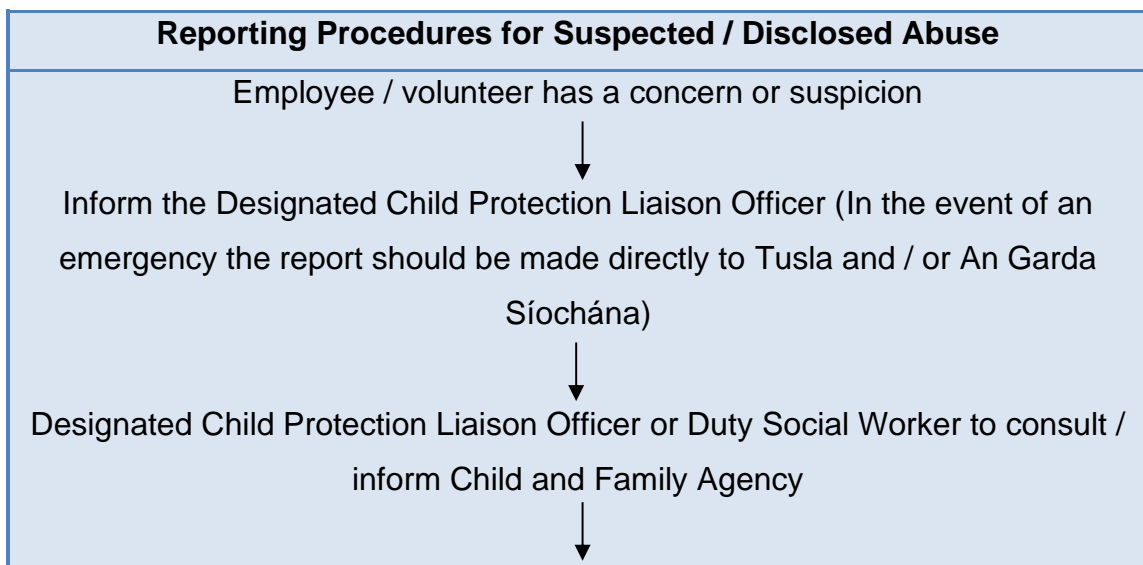 Reporting Procedures for Suspected / Disclosed Abuse
Employee / volunteer has a concern or suspicion
Inform the Designated Child Protection Liaison Officer (In the event of an
emergency the report should be made directly to Tusla and / or An Garda
Síochána)
Designated Child Protection Liaison Officer or Duty Social Worker to consult /
inform Child and Family Agency